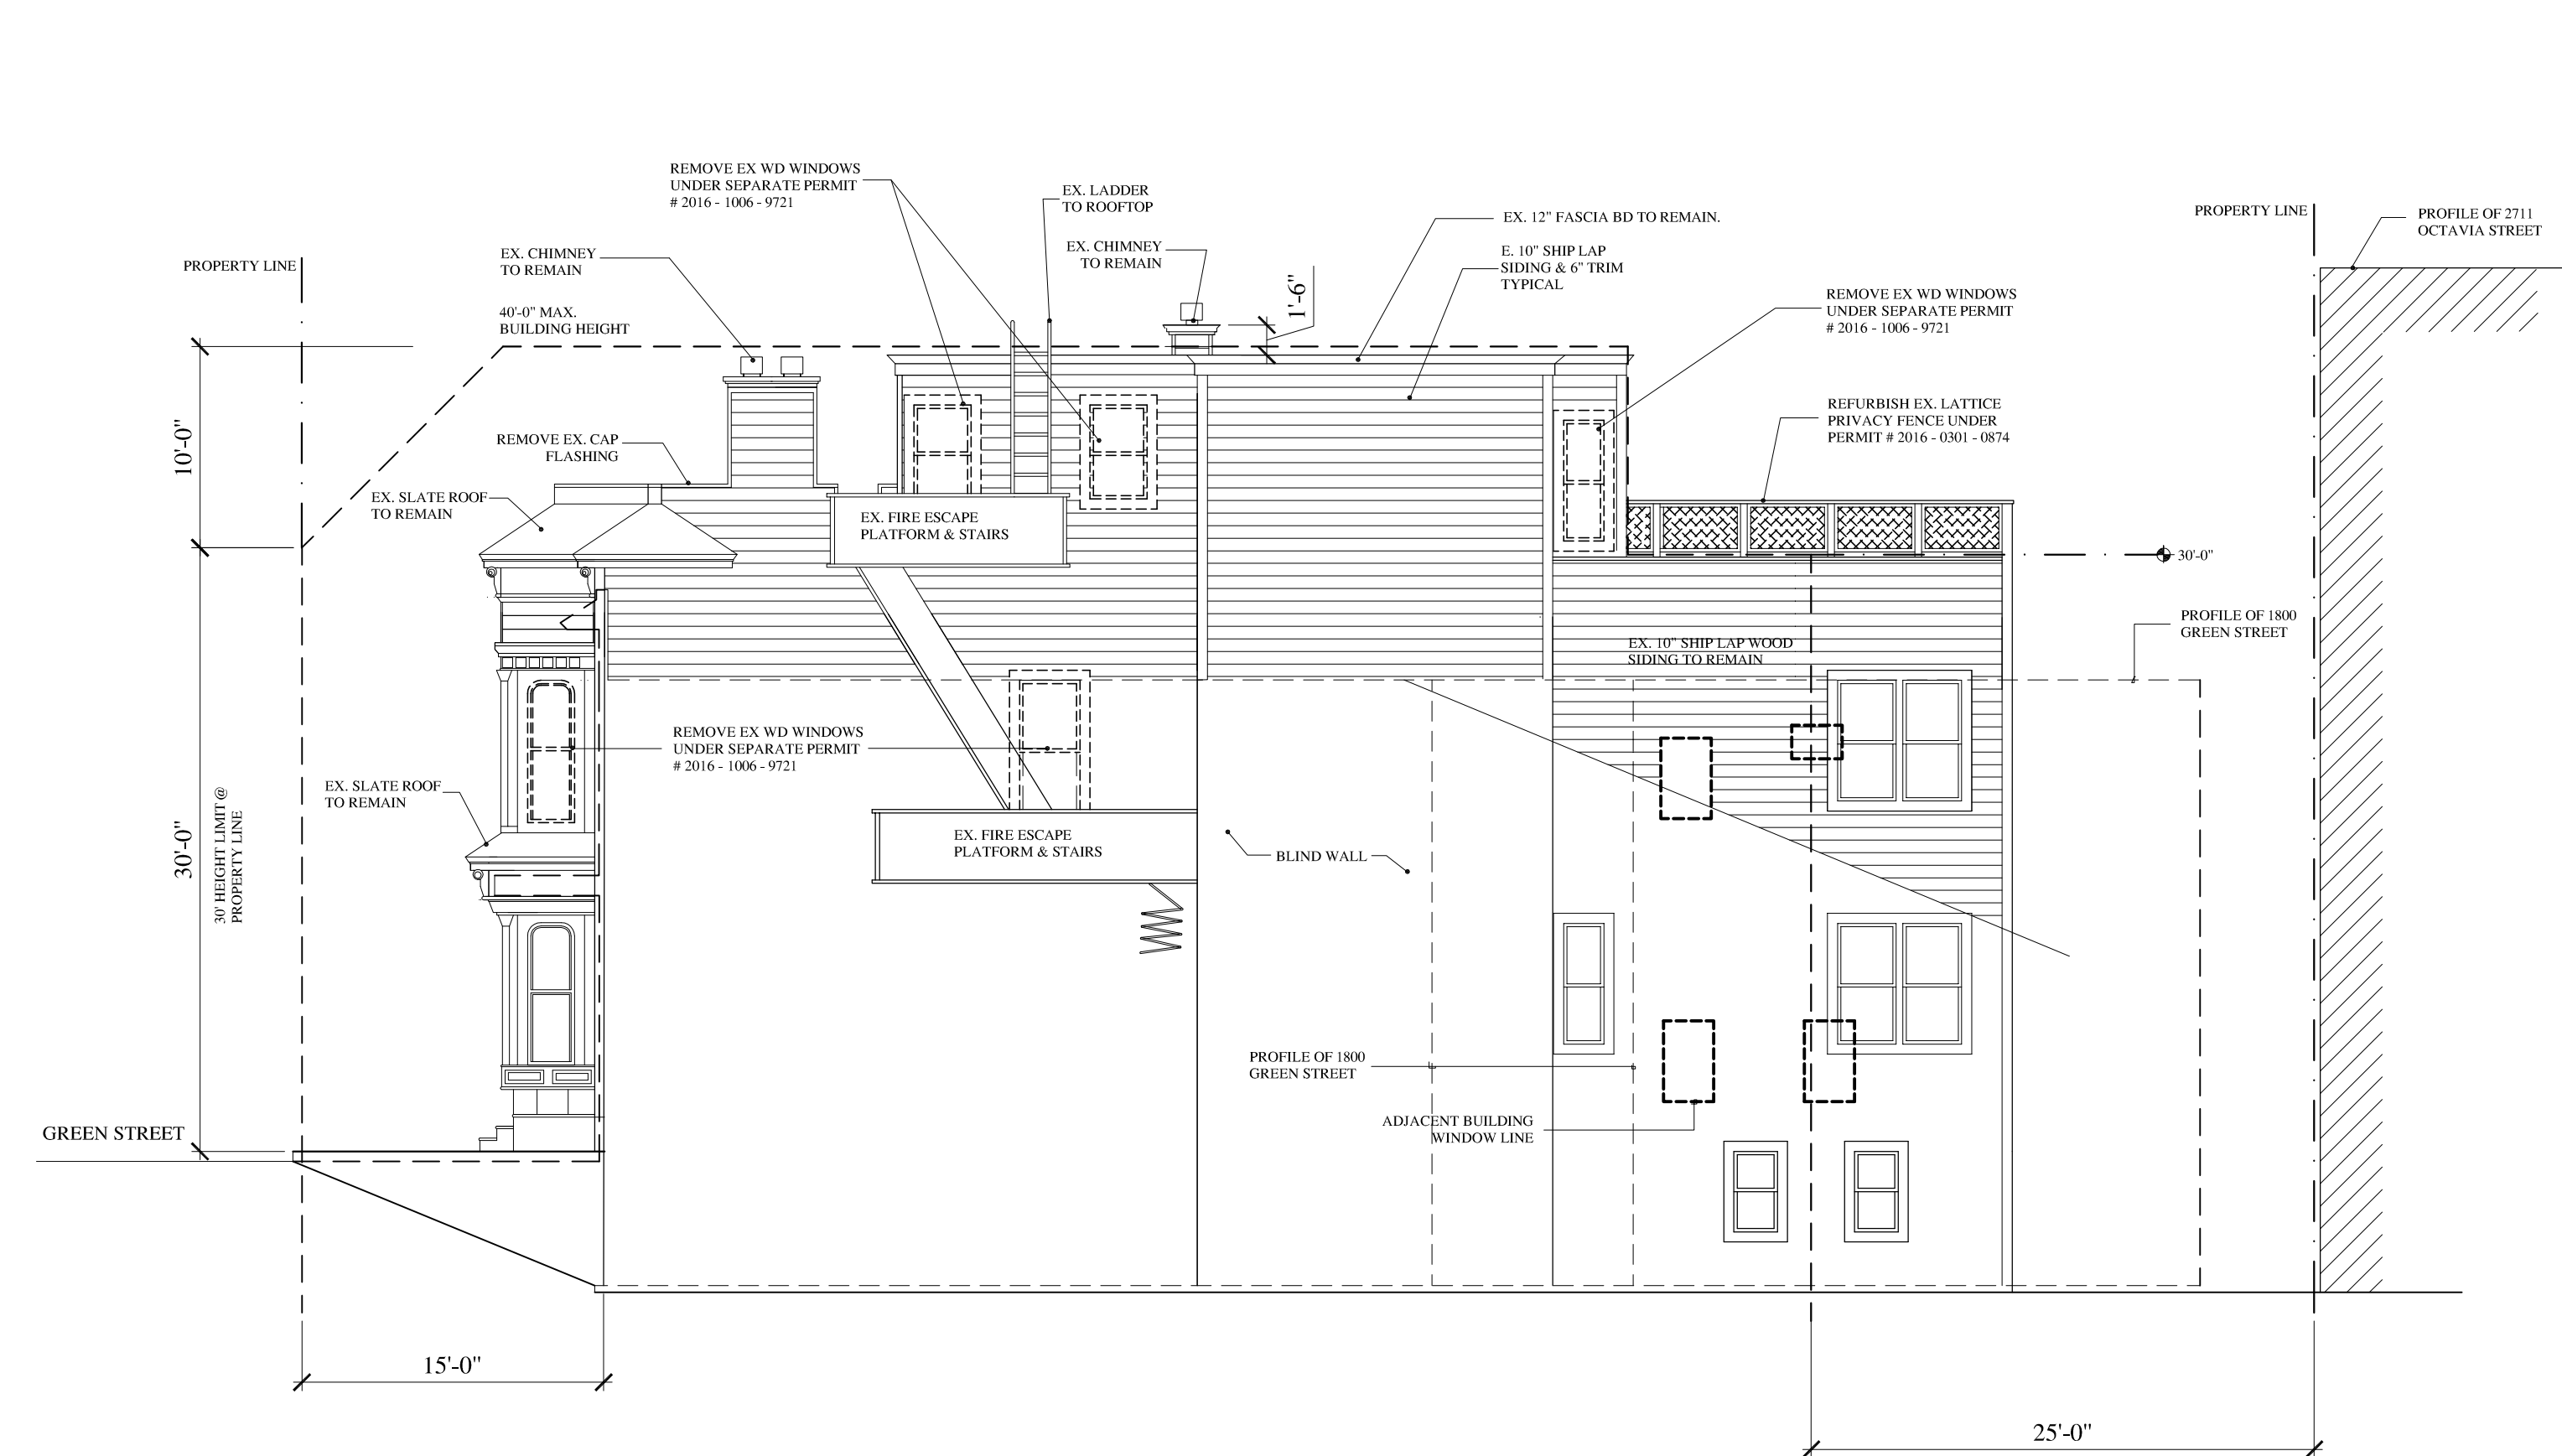 REMOVE EX WD WINDOWS
UNDER SEPARATE PERMIT
# 2016 - 1006 - 9721
EX. LADDER
TO ROOFTOP
EX. CHIMNEY
TO REMAIN
EX. CHIMNEY
TO REMAIN
EX. 12" FASCIA BD TO REMAIN.
E. 10" SHIP LAP
SIDING & 6" TRIM
TYPICAL
PROPERTY LINE
PROFILE OF 2711
OCTAVIA STREET
PROPERTY LINE
40'-0" MAX.
BUILDING HEIGHT
1'-6"
REMOVE EX WD WINDOWS
UNDER SEPARATE PERMIT
# 2016 - 1006 - 9721
REFURBISH EX. LATTICE
PRIVACY FENCE UNDER
PERMIT # 2016 - 0301 - 0874
10'-0"
REMOVE EX. CAP
FLASHING
EX. SLATE ROOF
TO REMAIN
EX. FIRE ESCAPE
PLATFORM & STAIRS
30'-0"
PROFILE OF 1800
GREEN STREET
EX. 10" SHIP LAP WOOD
SIDING TO REMAIN
REMOVE EX WD WINDOWS
UNDER SEPARATE PERMIT
# 2016 - 1006 - 9721
EX. SLATE ROOF
TO REMAIN
30'-0"
30' HEIGHT LIMIT @
PROPERTY LINE
EX. FIRE ESCAPE
PLATFORM & STAIRS
BLIND WALL
PROFILE OF 1800
GREEN STREET
ADJACENT BUILDING
WINDOW LINE
GREEN STREET
15'-0"
25'-0"